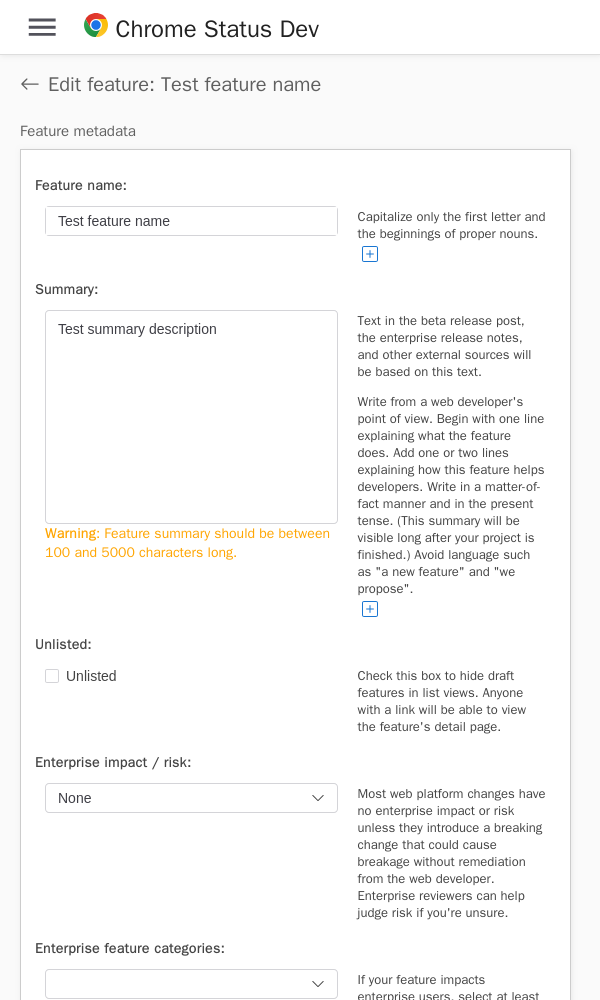 Chrome Status Dev
Edit feature: Test feature name
Feature metadata
Feature name:
Test feature name
Capitalize only the first letter and
the beginnings of proper nouns.
Summary:
Test summary description
Text in the beta release post,
the enterprise release notes,
and other external sources will
be based on this text.
Write from a web developer's
point of view. Begin with one line
explaining what the feature
does. Add one or two lines
explaining how this feature helps
developers. Write in a matter-of-
fact manner and in the present
tense. (This summary will be
visible long after your project is
finished.) Avoid language such
as "a new feature" and "we
propose".
Warning: Feature summary should be between
100 and 5000 characters long.
Unlisted:
Unlisted
Check this box to hide draft
features in list views. Anyone
with a link will be able to view
the feature's detail page.
Enterprise impact / risk:
None
Most web platform changes have
no enterprise impact or risk
unless they introduce a breaking
change that could cause
breakage without remediation
from the web developer.
Enterprise reviewers can help
judge risk if you're unsure.
Enterprise feature categories:
If your feature impacts
enterprise users, select at least